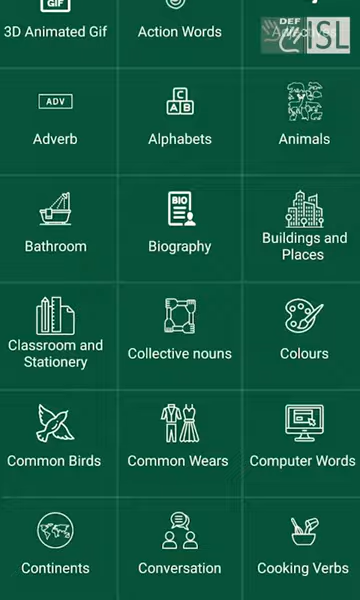 GIF
3D Animated Gif
Action Words
Adjectives
DEF
ISL
ADV
Adverb
C
A B
Alphabets
Animals
Bathroom
BIO
Biography
Buildings and
Places
Classroom and
Stationery
Collective nouns
Colours
Common Birds
Common Wears
Computer Words
Continents
Conversation
Cooking Verbs